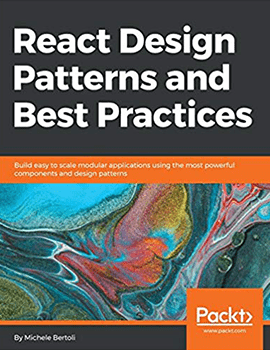 React Design
Patterns and
Best Practices
Build easy to scale modular applications using the most powerful
components and design patterns
Packt>
www.packt.com
By Michele Bertoli